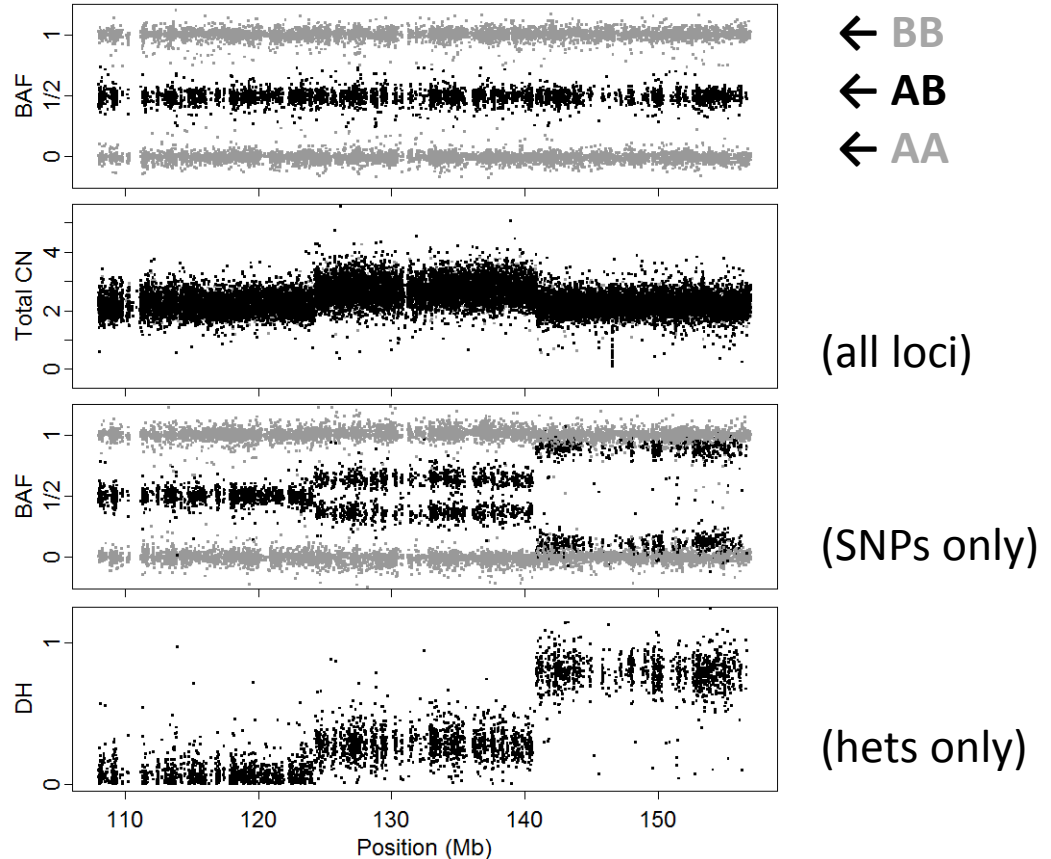 BAF
1
1/2
0
← BB
← AB
← AA
Total CN
4
2
0
(all loci)
BAF
1
1/2
0
(SNPs only)
DH
1
0
(hets only)
110 120 130 140 150
Position (Mb)